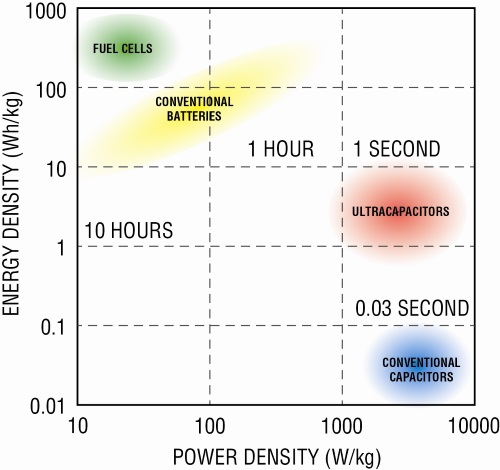 1000
FUEL CELLS
100
CONVENTIONAL
BATTERIES
1 HOUR
1 SECOND
10
ULTRACAPACITORS
10 HOURS
1
0.03 SECOND
0.1
CONVENTIONAL
CAPACITORS
0.01
10
100
1000
10000
ENERGY DENSITY (Wh/kg)
POWER DENSITY (W/kg)